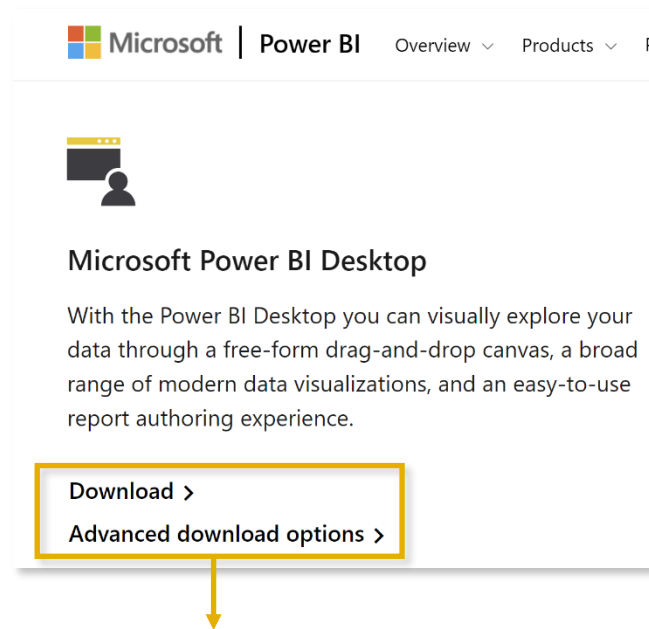 Microsoft | Power BI Overview Products
Microsoft Power BI Desktop
With the Power BI Desktop you can visually explore your
data through a free-form drag-and-drop canvas, a broad
range of modern data visualizations, and an easy-to-use
report authoring experience.
Download >
Advanced download options >